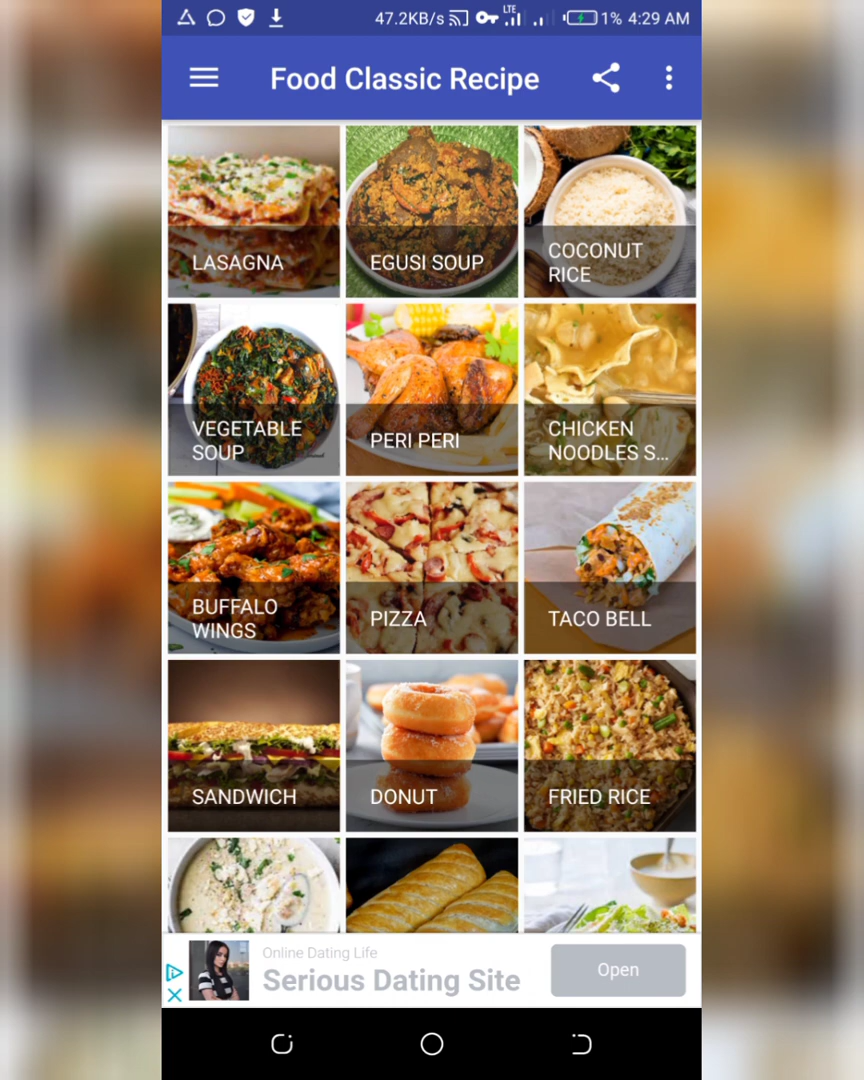 47.2KB/s LTE 1% 4:29 AM
Food Classic Recipe
LASAGNA
EGUSI SOUP
COCONUT
RICE
VEGETABLE
SOUP
PERI PERI
CHICKEN
NOODLES S...
BUFFALO
WINGS
PIZZA
TACO BELL
SANDWICH
DONUT
FRIED RICE
Online Dating Life
Serious Dating Site
Open